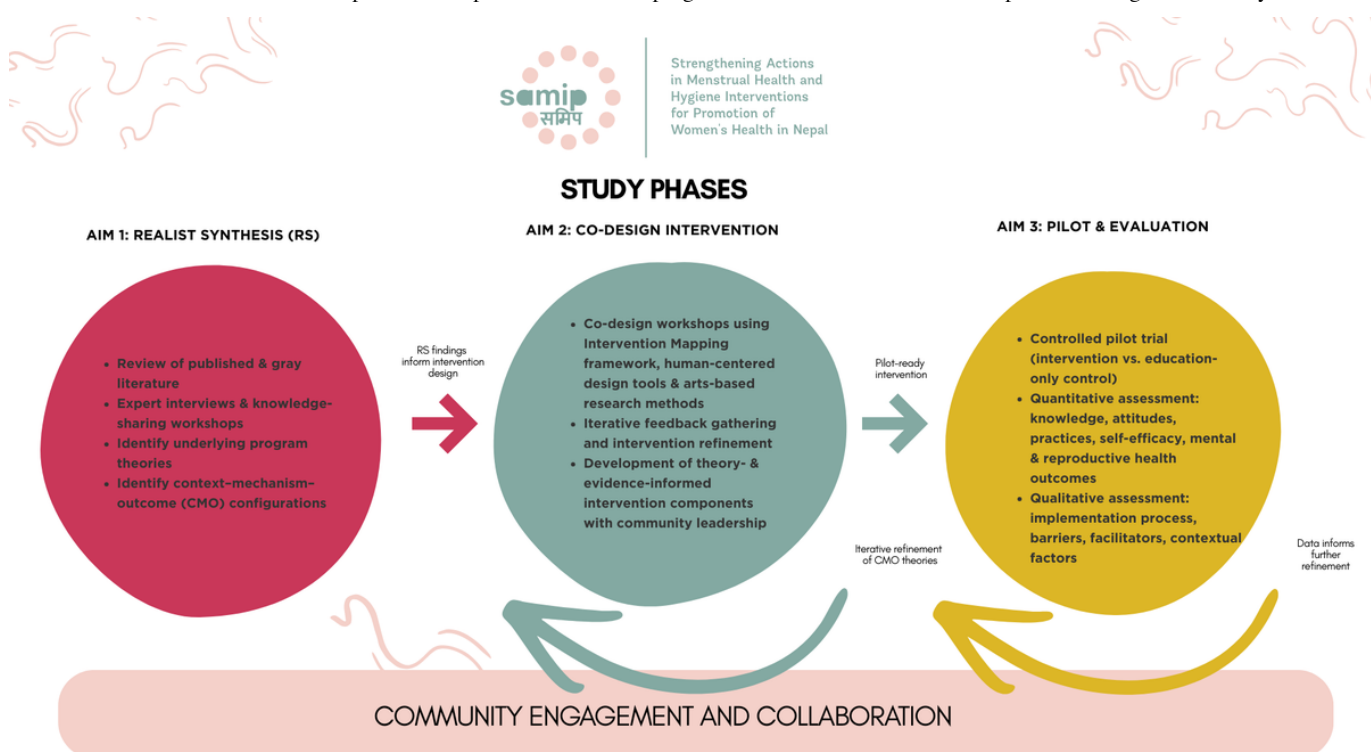 samip
समिप
Strengthening Actions
in Menstrual Health and
Hygiene Interventions
for Promotion of
Women's Health in Nepal
STUDY PHASES
AIM 1: REALIST SYNTHESIS (RS)
• Review of published & gray
literature
• Expert interviews & knowledge-
sharing workshops
• Identify underlying program
theories
• Identify context–mechanism–
outcome (CMO) configurations
RS findings
inform intervention
design
AIM 2: CO-DESIGN INTERVENTION
• Co-design workshops using
Intervention Mapping
framework, human-centered
design tools & arts-based
research methods
• Iterative feedback gathering
and intervention refinement
• Development of theory- &
evidence-informed
intervention components
with community leadership
Pilot-ready
intervention
Iterative refinement
of CMO theories
AIM 3: PILOT & EVALUATION
• Controlled pilot trial
(intervention vs. education-
only control)
• Quantitative assessment:
knowledge, attitudes,
practices, self-efficacy, mental
& reproductive health
outcomes
• Qualitative assessment:
implementation process,
barriers, facilitators, contextual
factors
Data informs
further
refinement
COMMUNITY ENGAGEMENT AND COLLABORATION